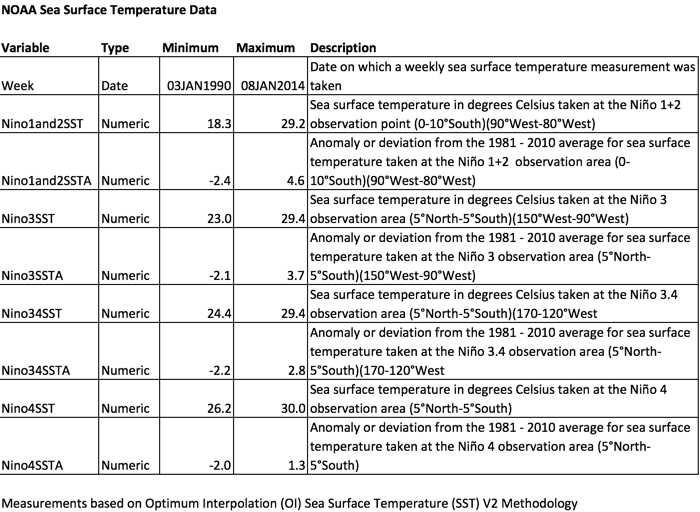 NOAA Sea Surface Temperature Data
Variable Type Minimum Maximum Description
Date on which a weekly sea surface temperature measurement was
Week Date 03JAN1990 08JAN2014 taken
Sea surface temperature in degrees Celsius taken at the Niño 1+2
Nino1and2SST Numeric 18.3 29.2 observation point (0-10°South)(90°West-80°West)
Anomaly or deviation from the 1981 - 2010 average for sea surface
temperature taken at the Niño 1+2 observation area (0-
Nino1and2SSTA Numeric -2.4 4.6 10°South)(90°West-80°West)
Sea surface temperature in degrees Celsius taken at the Niño 3
Nino3SST Numeric 23.0 29.4 observation area (5°North-5°South)(150°West-90°West)
Anomaly or deviation from the 1981 - 2010 average for sea surface
temperature taken at the Niño 3 observation area (5°North-
Nino3SSTA Numeric -2.1 3.7 5°South)(150°West-90°West)
Sea surface temperature in degrees Celsius taken at the Niño 3.4
Nino34SST Numeric 24.4 29.4 observation area (5°North-5°South)(170-120°West
Anomaly or deviation from the 1981 - 2010 average for sea surface
temperature taken at the Niño 3.4 observation area (5°North-
Nino34SSTA Numeric -2.2 2.8 5°South)(170-120°West
Sea surface temperature in degrees Celsius taken at the Niño 4
Nino4SST Numeric 26.2 30.0 observation area (5°North-5°South)
Anomaly or deviation from the 1981 - 2010 average for sea surface
temperature taken at the Niño 4 observation area (5°North-
Nino4SSTA Numeric -2.0 1.3 5°South)
Measurements based on Optimum Interpolation (OI) Sea Surface Temperature (SST) V2 Methodology